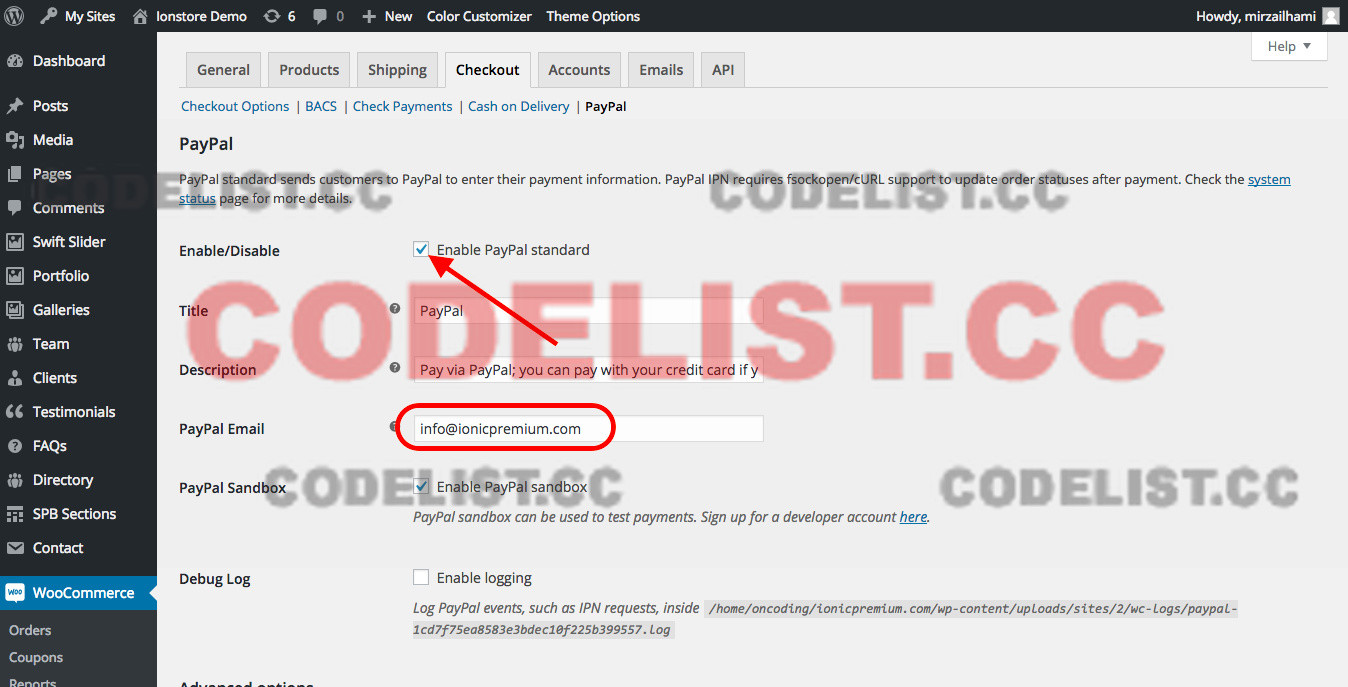 My Sites Ionstore Demo 6 0 New Color Customizer Theme Options Howdy, mirzailhami
Help ▼
Dashboard
Posts
Media
Pages
Comments
Swift Slider
Portfolio
Galleries
Team
Clients
Testimonials
FAQs
Directory
SPB Sections
Contact
Woo WooCommerce
Orders
Coupons
Reports
General Products Shipping Checkout Accounts Emails API
Checkout Options | BACS | Check Payments | Cash on Delivery | PayPal
PayPal
PayPal standard sends customers to PayPal to enter their payment information. PayPal IPN requires fsockopen/cURL support to update order statuses after payment. Check the system
status page for more details.
CODELIST.CC CODELIST.CC
Enable/Disable Enable PayPal standard
CODELIST.CC
Title ? PayPal
Description ? Pay via PayPal; you can pay with your credit card if y
PayPal Email info@ionicpremium.com
PayPal Sandbox Enable PayPal sandbox
CODELIST.CC CODELIST.CC
PayPal sandbox can be used to test payments. Sign up for a developer account here.
Debug Log Enable logging
Log PayPal events, such as IPN requests, inside /home/oncoding/ionicpremium.com/wp-content/uploads/sites/2/wc-logs/paypal-
1cd7f75ea8583e3bdec10f225b399557.log
Advanced options